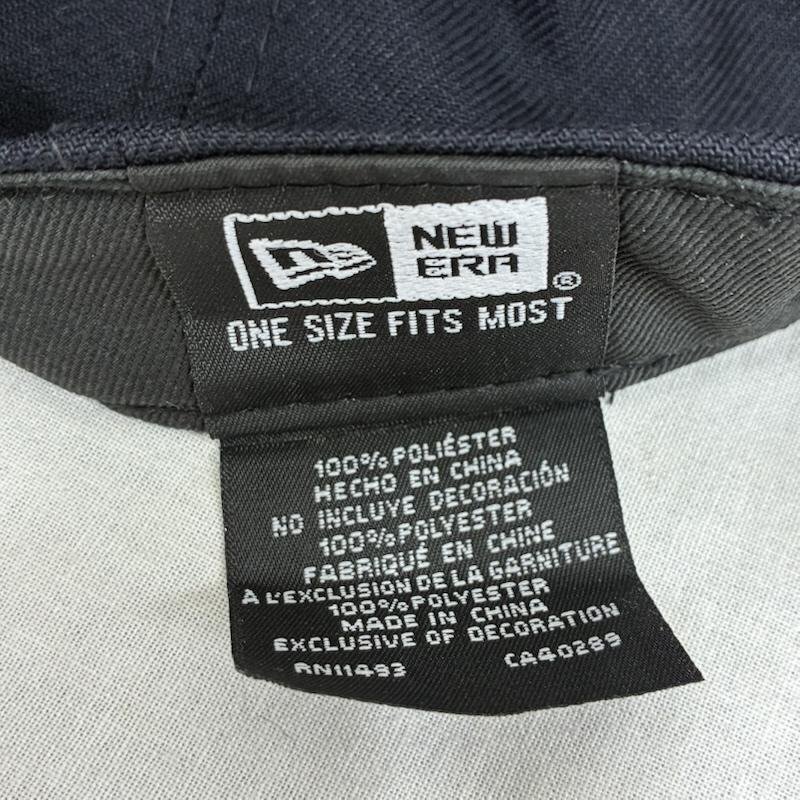 NEW
ERA
®
ONE SIZE FITS MOST
100% POLIÉSTER
HECHO EN CHINA
NO INCLUYE DECORACIÓN
100% POLYESTER
FABRIQUÉ EN CHINE
A L'EXCLUSION DE LA GARNITURE
100% POLYESTER
MADE IN CHINA
EXCLUSIVE OF DECORATION
RN11493 CA40289